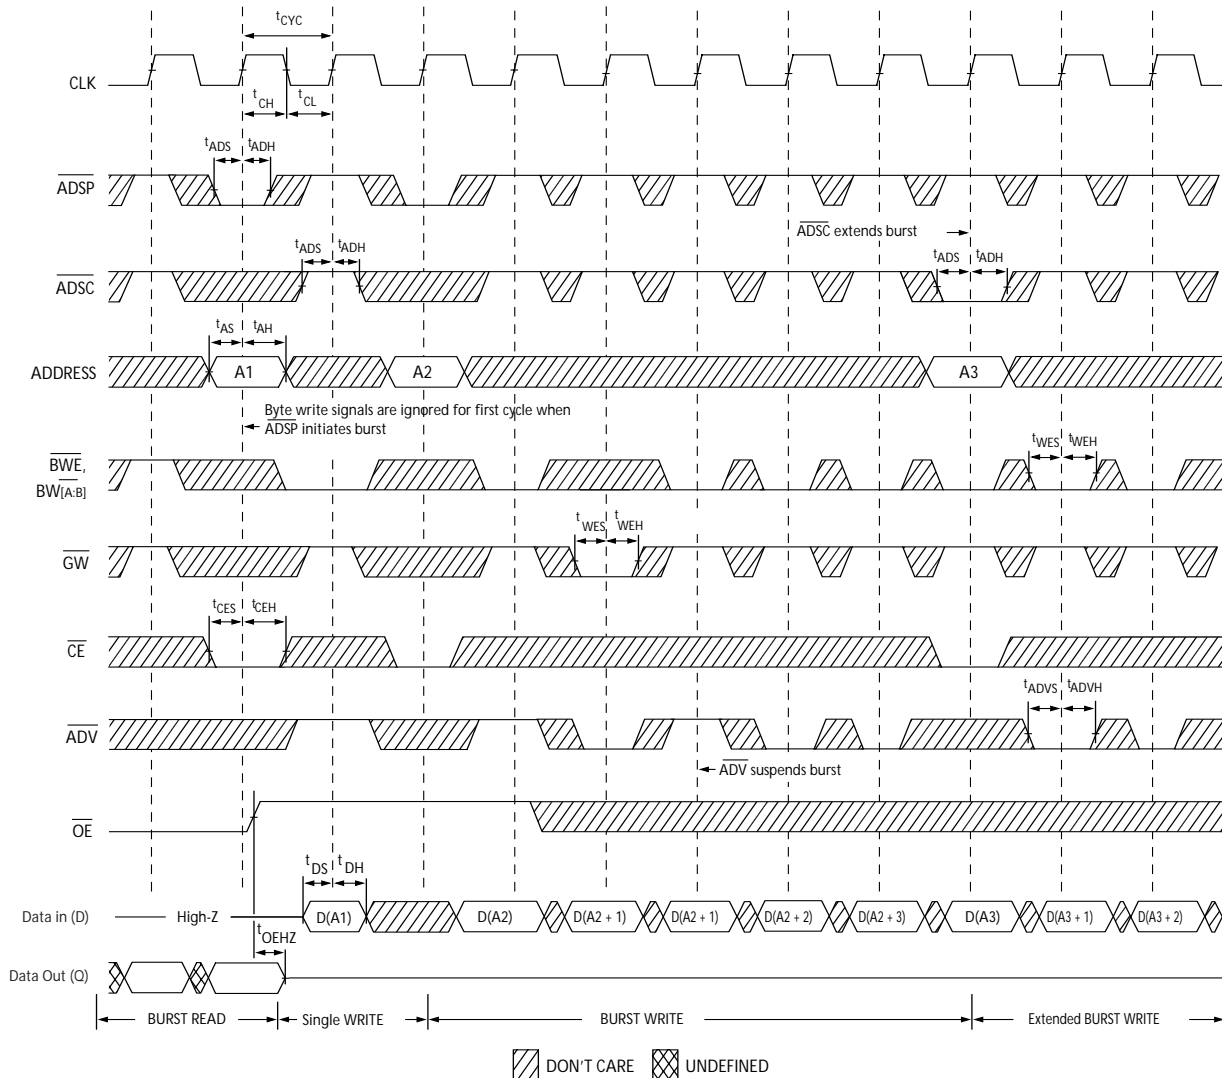 tCYC
CLK
tCH
tCL
tADS
tADH
ADSP
ADSC extends burst
tADS
tADH
tADS
tADH
ADSC
tAS
tAH
ADDRESS
A1
A2
A3
Byte write signals are ignored for first cycle when
ADSP initiates burst
BWE,
BW[A:B]
tWES
tWEH
tWES
tWEH
GW
tCES
tCEH
CE
tADVS
tADVH
ADV
ADV suspends burst
OE
tDS
tDH
Data in (D)
High-Z
D(A1)
D(A2)
D(A2 + 1)
D(A2 + 1)
D(A2 + 2)
D(A2 + 3)
D(A3)
D(A3 + 1)
D(A3 + 2)
tOEHZ
Data Out (Q)
BURST READ
Single WRITE
BURST WRITE
Extended BURST WRITE
DON'T CARE
UNDEFINED